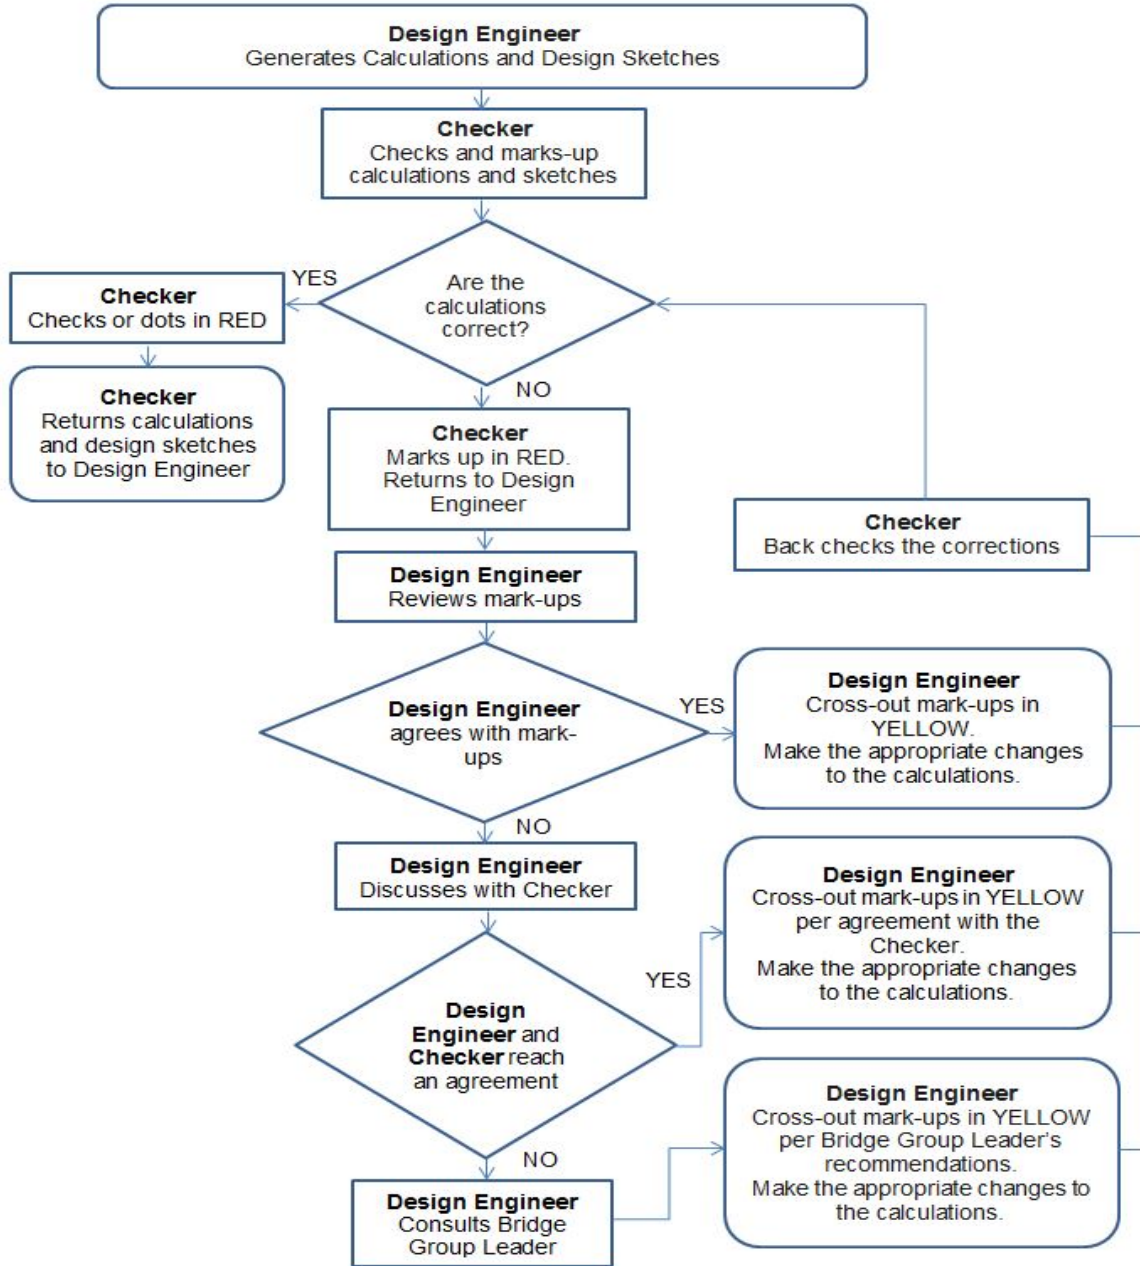 Design Engineer
Generates Calculations and Design Sketches
Checker
Checks and marks-up
calculations and sketches
Are the
calculations
correct?
YES
Checker
Checks or dots in RED
Checker
Returns calculations
and design sketches
to Design Engineer
NO
Checker
Marks up in RED.
Returns to Design
Engineer
Checker
Back checks the corrections
Design Engineer
Reviews mark-ups
Design Engineer
agrees with mark-
ups
YES
Design Engineer
Cross-out mark-ups in
YELLOW.
Make the appropriate changes
to the calculations.
NO
Design Engineer
Discusses with Checker
Design
Engineer and
Checker reach
an agreement
YES
Design Engineer
Cross-out mark-ups in YELLOW
per agreement with the
Checker.
Make the appropriate changes
to the calculations.
NO
Design Engineer
Consults Bridge
Group Leader
Design Engineer
Cross-out mark-ups in YELLOW
per Bridge Group Leader's
recommendations.
Make the appropriate changes to
the calculations.